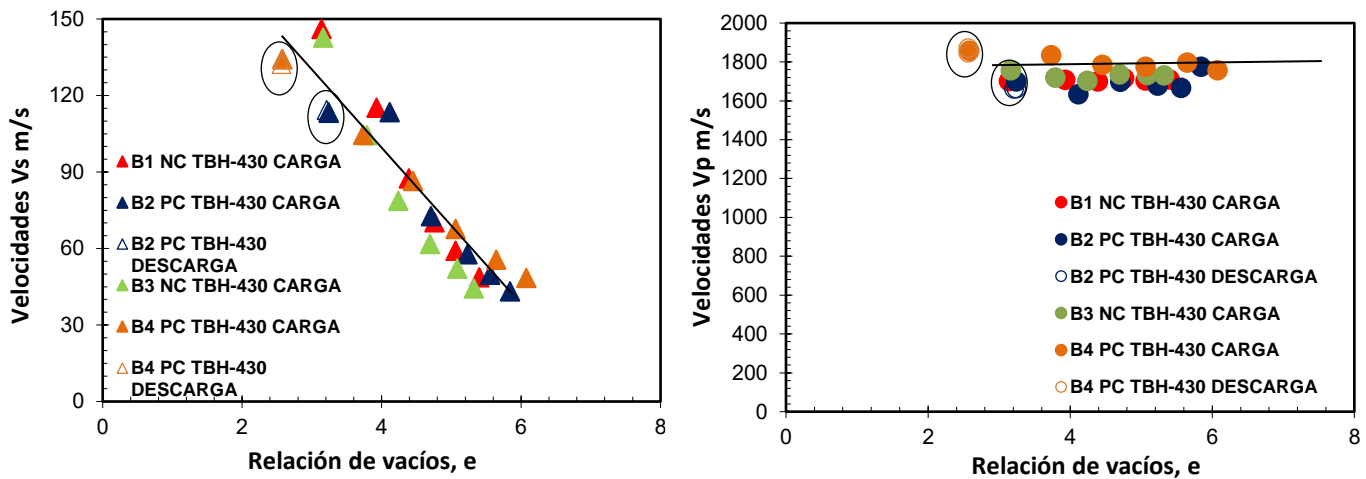 Velocidades Vs m/s
150
120
90
60
30
0
B1 NC TBH-430 CARGA
B2 PC TBH-430 CARGA
B2 PC TBH-430
DESCARGA
B3 NC TBH-430 CARGA
B4 PC TBH-430 CARGA
B4 PC TBH-430
DESCARGA
0
2
4
6
8
Relación de vacíos, e
Velocidades Vp m/s
2000
1800
1600
1400
1200
1000
800
600
400
200
0
B1 NC TBH-430 CARGA
B2 PC TBH-430 CARGA
B2 PC TBH-430 DESCARGA
B3 NC TBH-430 CARGA
B4 PC TBH-430 CARGA
B4 PC TBH-430 DESCARGA
0
2
4
6
8
Relación de vacíos, e